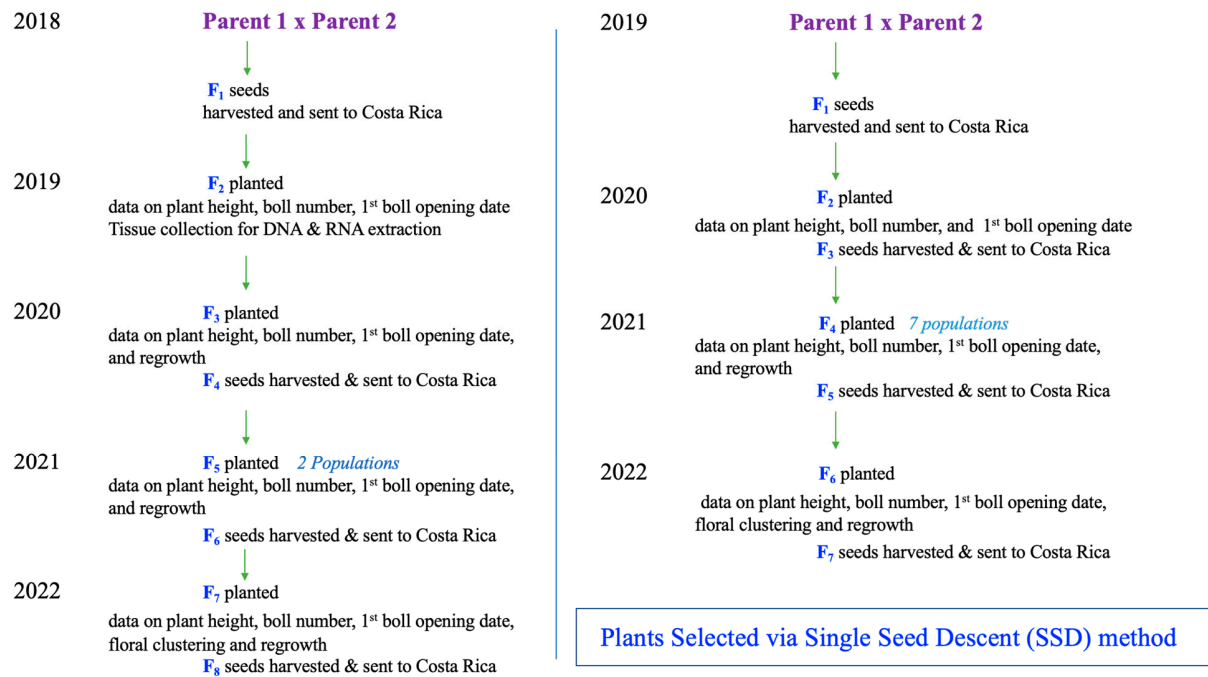 2018
Parent 1 x Parent 2
F₁ seeds
harvested and sent to Costa Rica
2019
F₂ planted
data on plant height, boll number, 1ˢᵗ boll opening date
Tissue collection for DNA & RNA extraction
2020
F₃ planted
data on plant height, boll number, 1ˢᵗ boll opening date,
and regrowth
F₄ seeds harvested & sent to Costa Rica
2021
F₅ planted 2 Populations
data on plant height, boll number, 1ˢᵗ boll opening date,
and regrowth
F₆ seeds harvested & sent to Costa Rica
2022
F₇ planted
data on plant height, boll number, 1ˢᵗ boll opening date,
floral clustering and regrowth
F₈ seeds harvested & sent to Costa Rica
2019
Parent 1 x Parent 2
F₁ seeds
harvested and sent to Costa Rica
2020
F₂ planted
data on plant height, boll number, and 1ˢᵗ boll opening date
F₃ seeds harvested & sent to Costa Rica
2021
F₄ planted 7 populations
data on plant height, boll number, 1ˢᵗ boll opening date,
and regrowth
F₅ seeds harvested & sent to Costa Rica
2022
F₆ planted
data on plant height, boll number, 1ˢᵗ boll opening date,
floral clustering and regrowth
F₇ seeds harvested & sent to Costa Rica
Plants Selected via Single Seed Descent (SSD) method